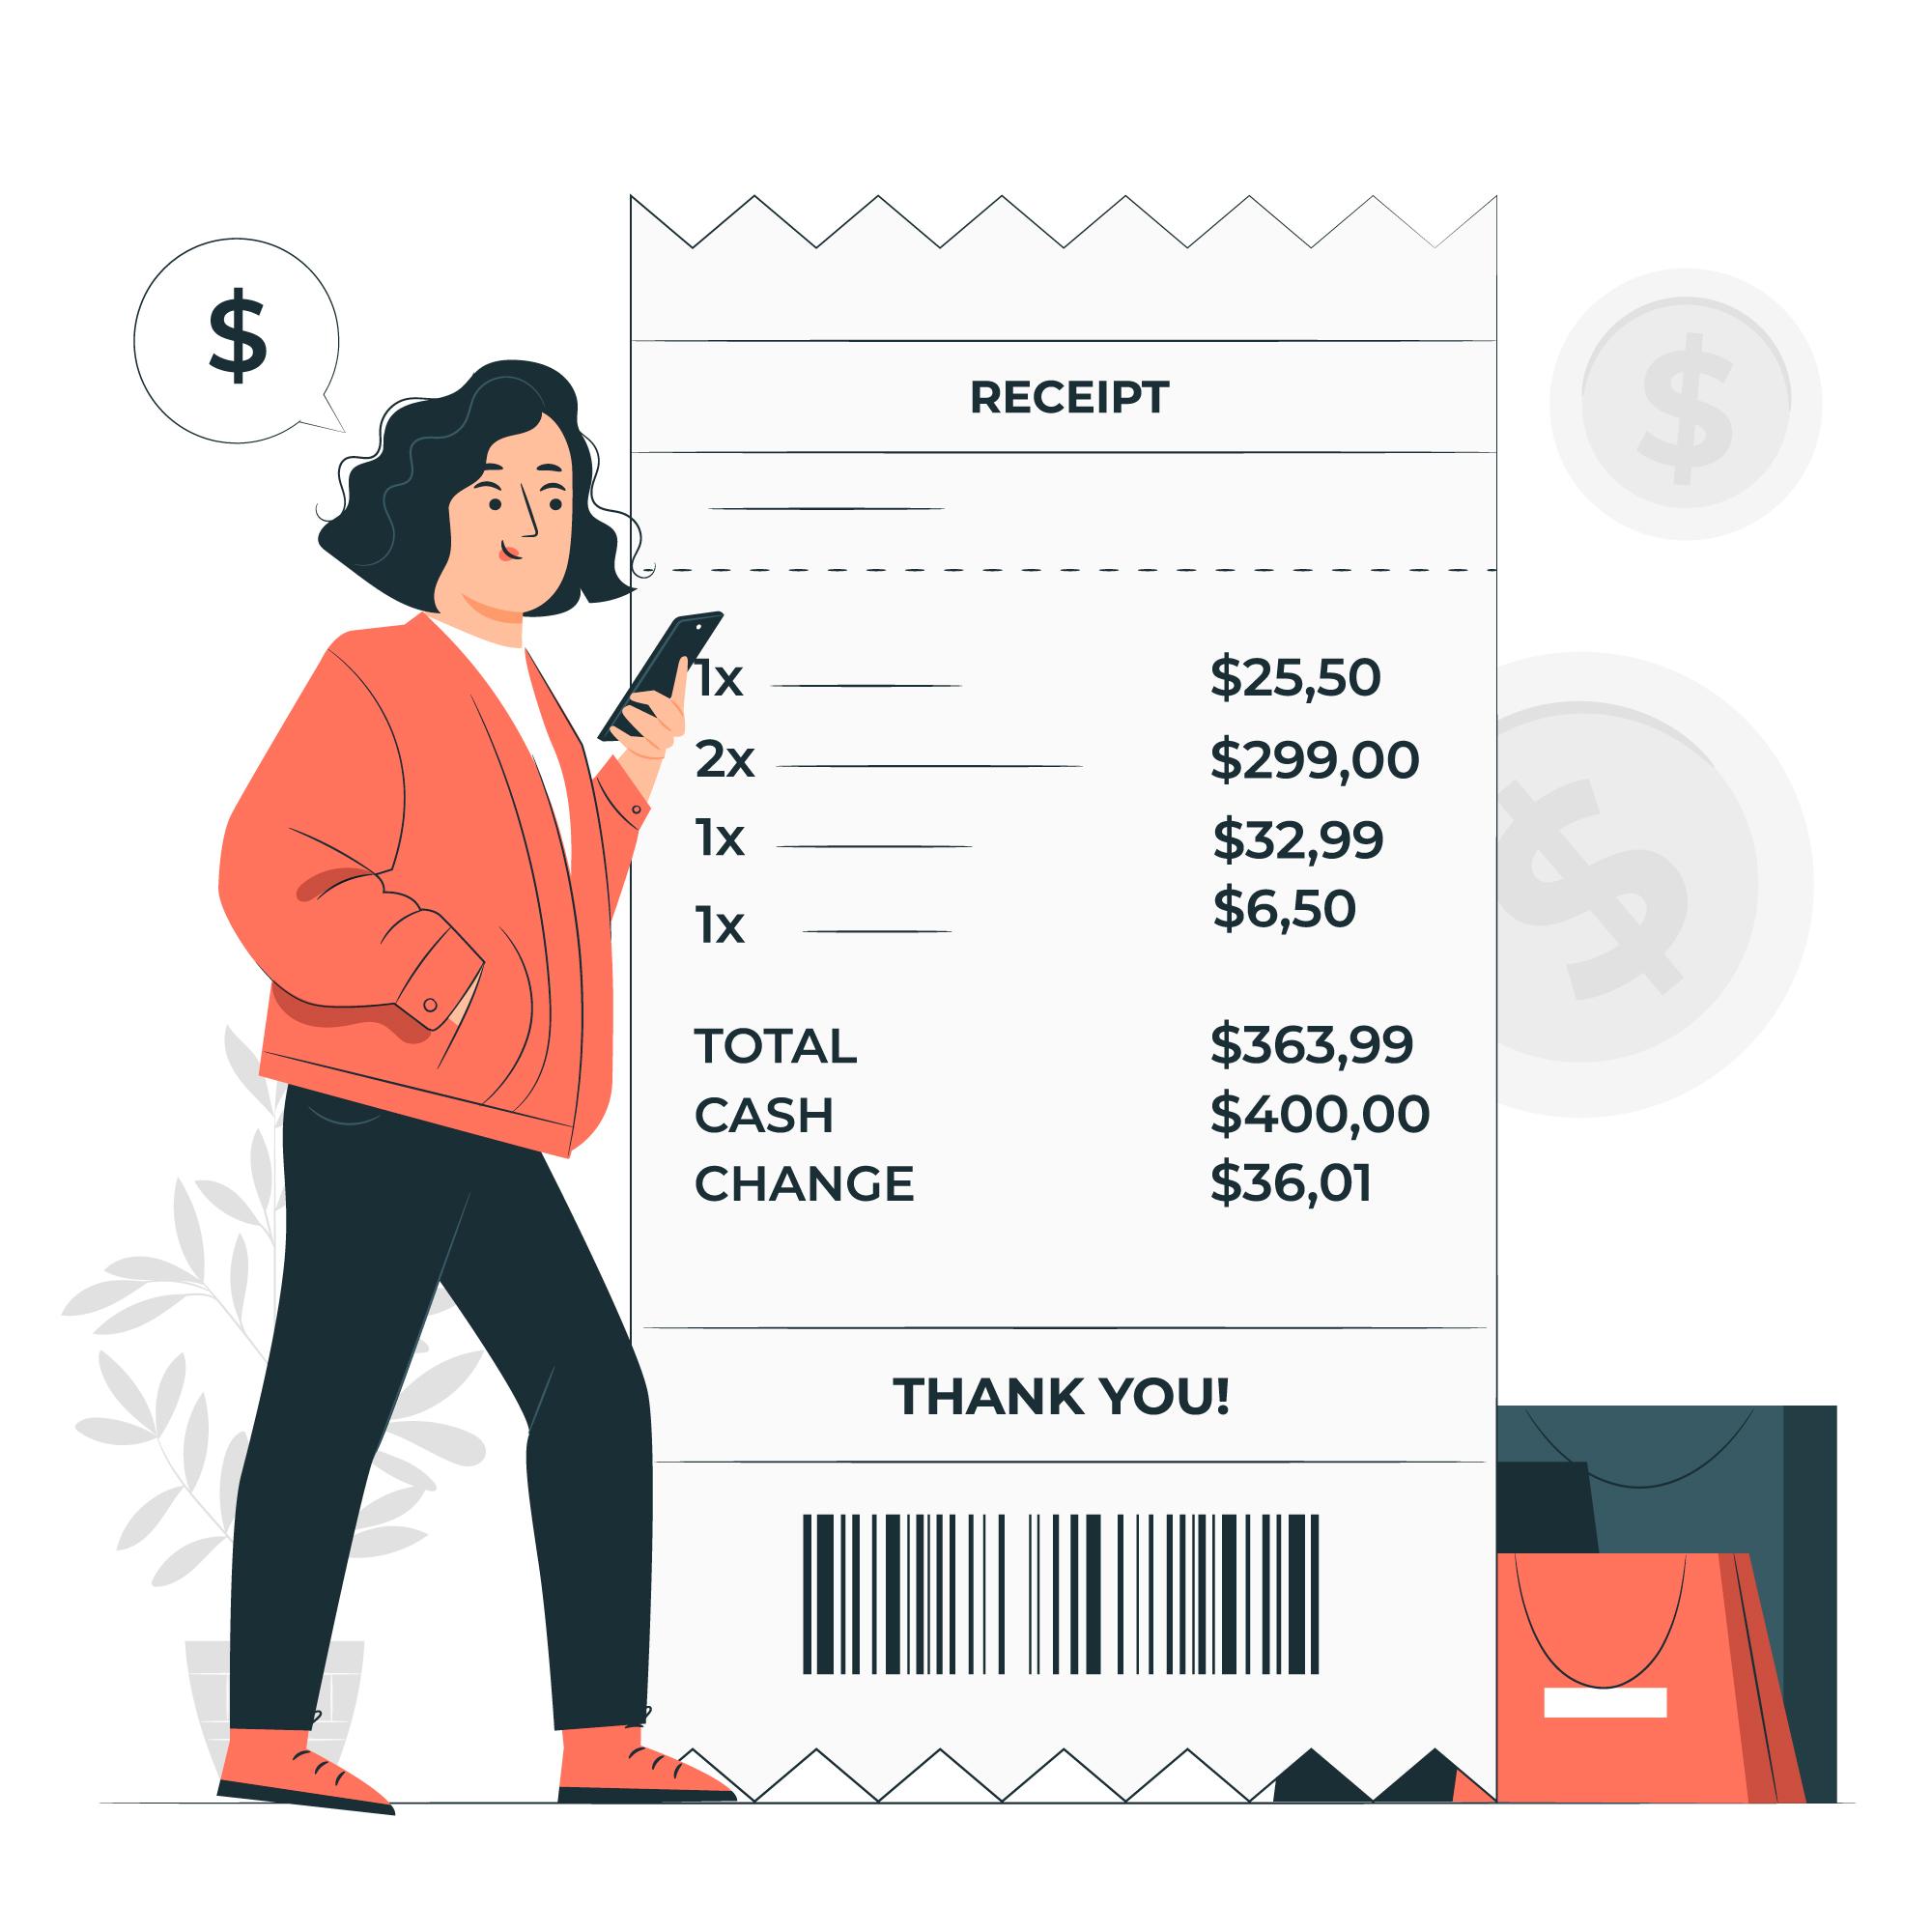 $
RECEIPT
1x $25,50
2x $299,00
1x $32,99
1x $6,50
TOTAL $363,99
CASH $400,00
CHANGE $36,01
THANK YOU!
$
$